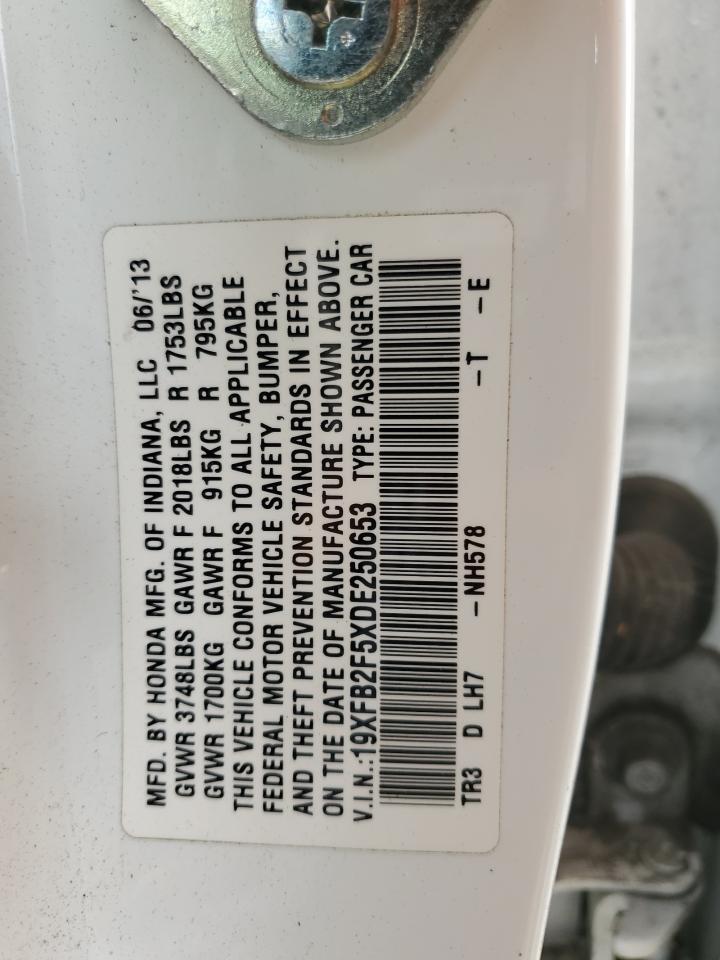 MFD. BY HONDA MFG. OF INDIANA, LLC 06/'13
GVWR 3748LBS GAWR F 2018LBS R 1753LBS
GVWR 1700KG GAWR F 915KG R 795KG
THIS VEHICLE CONFORMS TO ALL APPLICABLE
FEDERAL MOTOR VEHICLE SAFETY, BUMPER,
AND THEFT PREVENTION STANDARDS IN EFFECT
ON THE DATE OF MANUFACTURE SHOWN ABOVE.
V.I.N.:19XFB2F5XDE250653 TYPE: PASSENGER CAR
TR3 D LH7 -NH578 -T -E